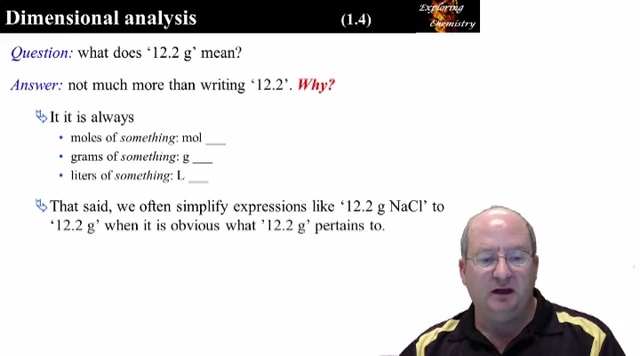 Dimensional analysis (1.4) Exploring Chemistry
Question: what does ‘12.2 g’ mean?
Answer: not much more than writing ‘12.2’. Why?
It it is always
• moles of something: mol ___
• grams of something: g ___
• liters of something: L ___
That said, we often simplify expressions like ‘12.2 g NaCl’ to
‘12.2 g’ when it is obvious what ’12.2 g’ pertains to.